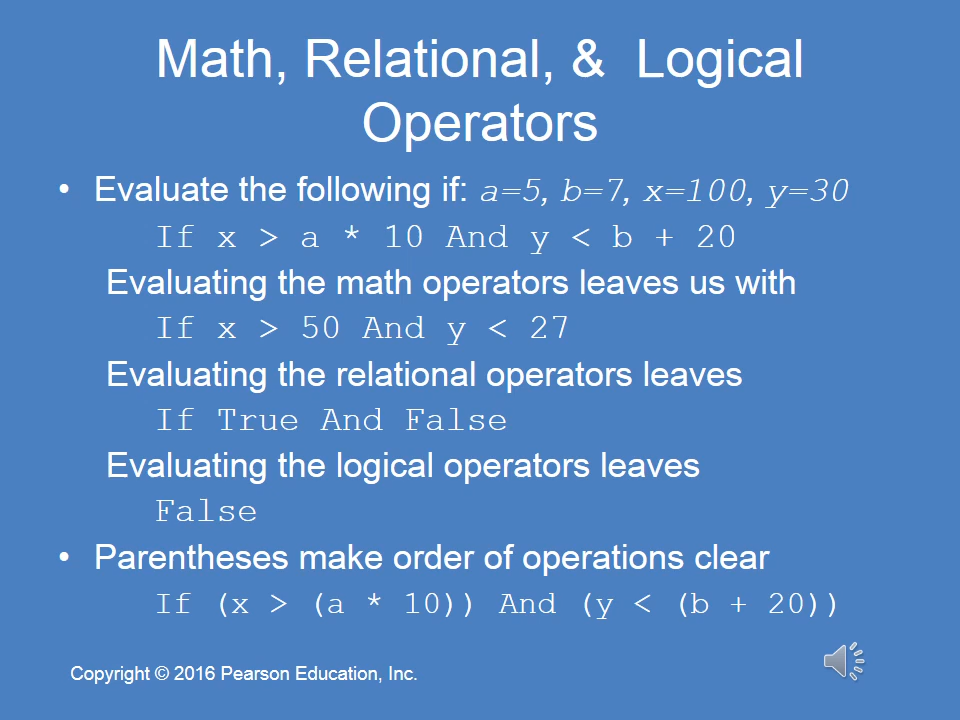 Math, Relational, & Logical
Operators
• Evaluate the following if: a=5, b=7, x=100, y=30
If x > a * 10 And y < b + 20
Evaluating the math operators leaves us with
If x > 50 And y < 27
Evaluating the relational operators leaves
If True And False
Evaluating the logical operators leaves
False
• Parentheses make order of operations clear
If (x > (a * 10)) And (y < (b + 20))
Copyright © 2016 Pearson Education, Inc.